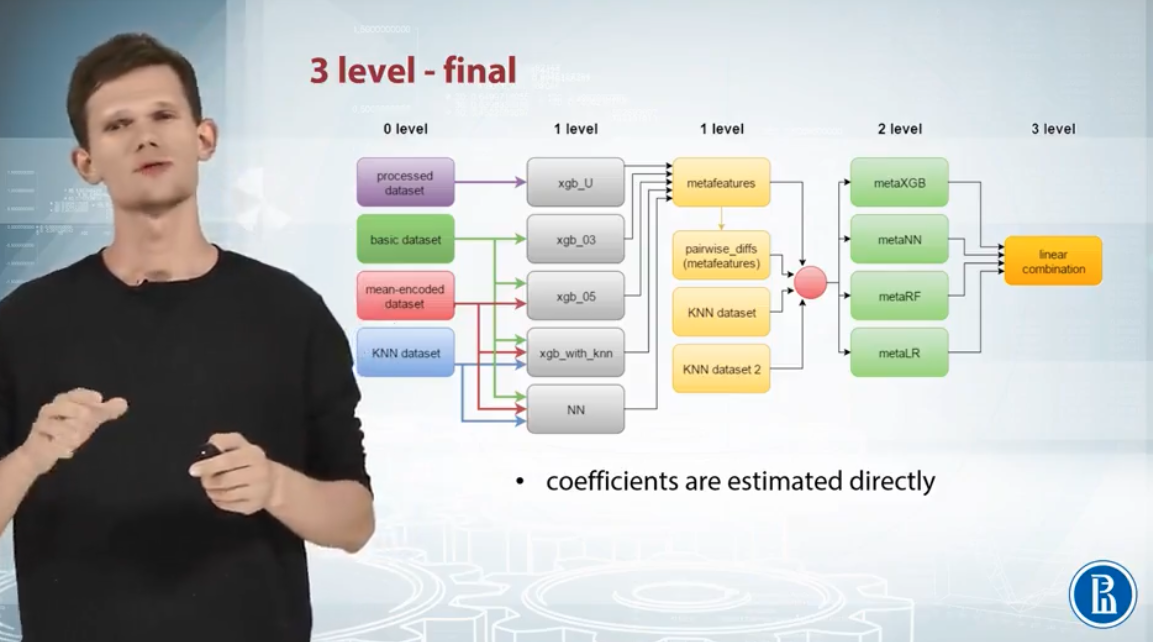 3 level - final
0 level
1 level
1 level
2 level
3 level
processed
dataset
basic dataset
mean-encoded
dataset
KNN dataset
xgb_U
xgb_03
xgb_05
xgb_with_knn
NN
metafeatures
pairwise_diffs
(metafeatures)
KNN dataset
KNN dataset 2
metaXGB
metaNN
metaRF
metaLR
linear
combination
• coefficients are estimated directly